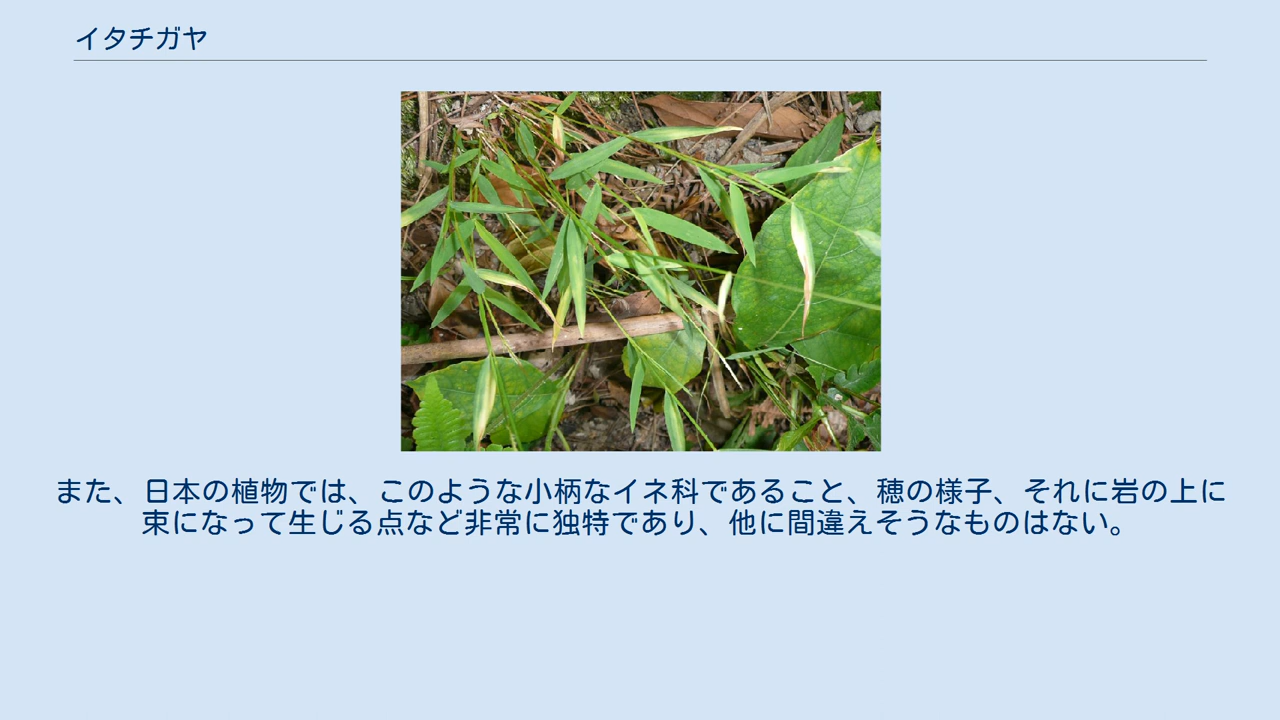 イタチガヤ
また、日本の植物では、このような小柄なイネ科であること、穂の様子、それに岩の上に
束になって生じる点など非常に独特であり、他に間違えそうなものはない。